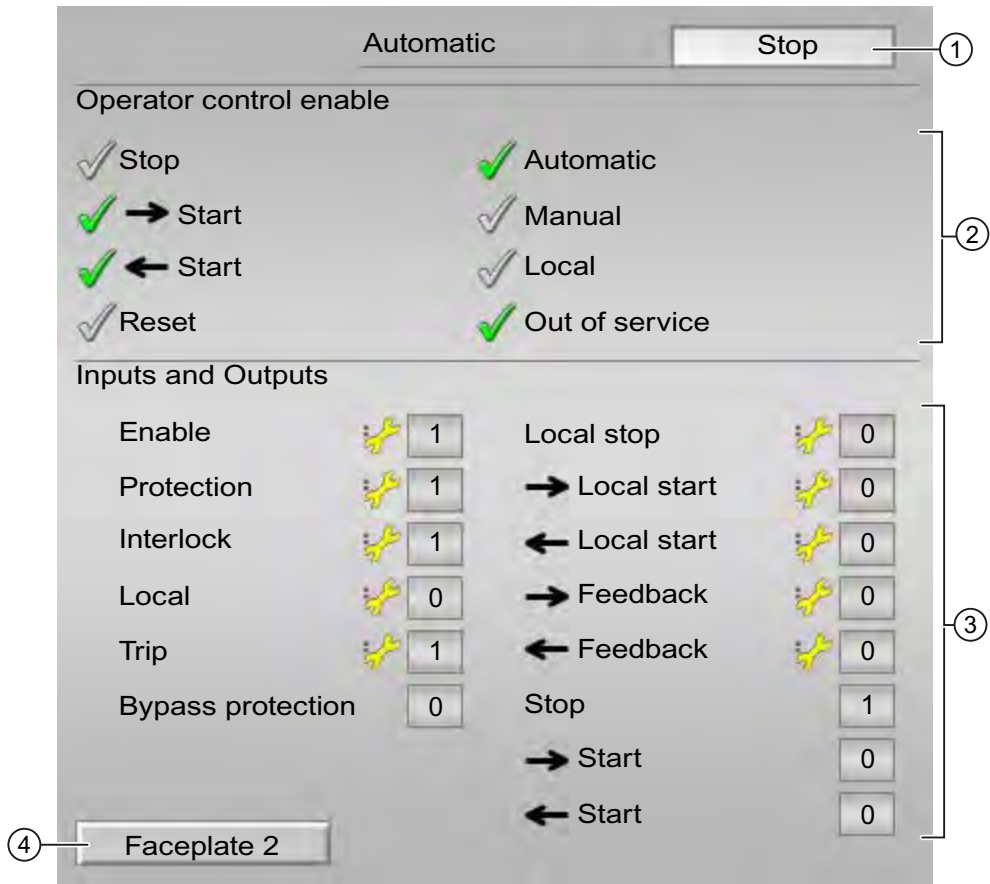 Automatic Stop 1
Operator control enable
Stop Automatic
→ Start Manual
← Start Local
Reset Out of service
2
Inputs and Outputs
Enable 1 Local stop 0
Protection 1 → Local start 0
Interlock 1 ← Local start 0
Local 0 → Feedback 0
Trip 1 ← Feedback 0
Bypass protection 0 Stop 1
→ Start 0
← Start 0
3
4 Faceplate 2